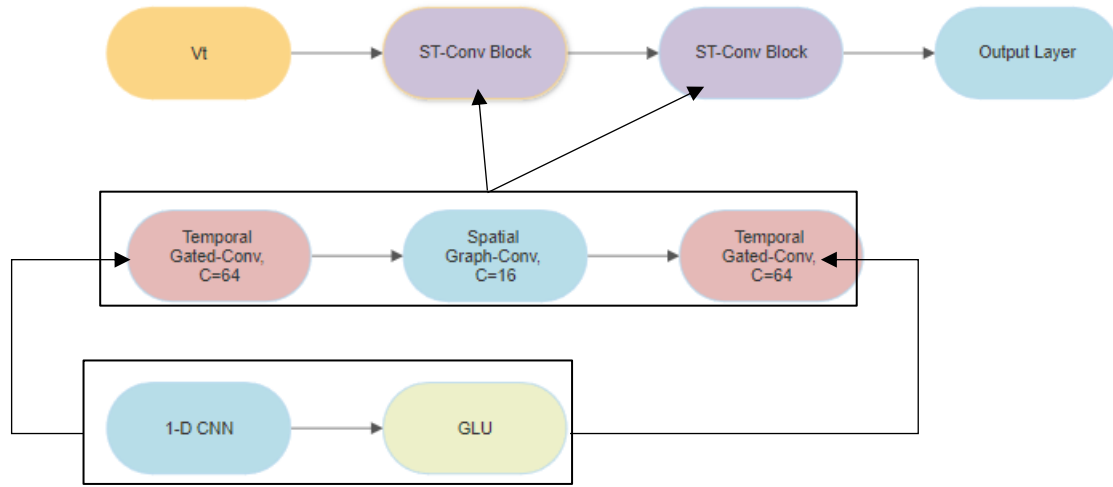 Vt
ST-Conv Block
ST-Conv Block
Output Layer
Temporal
Gated-Conv,
C=64
Spatial
Graph-Conv,
C=16
Temporal
Gated-Conv,
C=64
1-D CNN
GLU